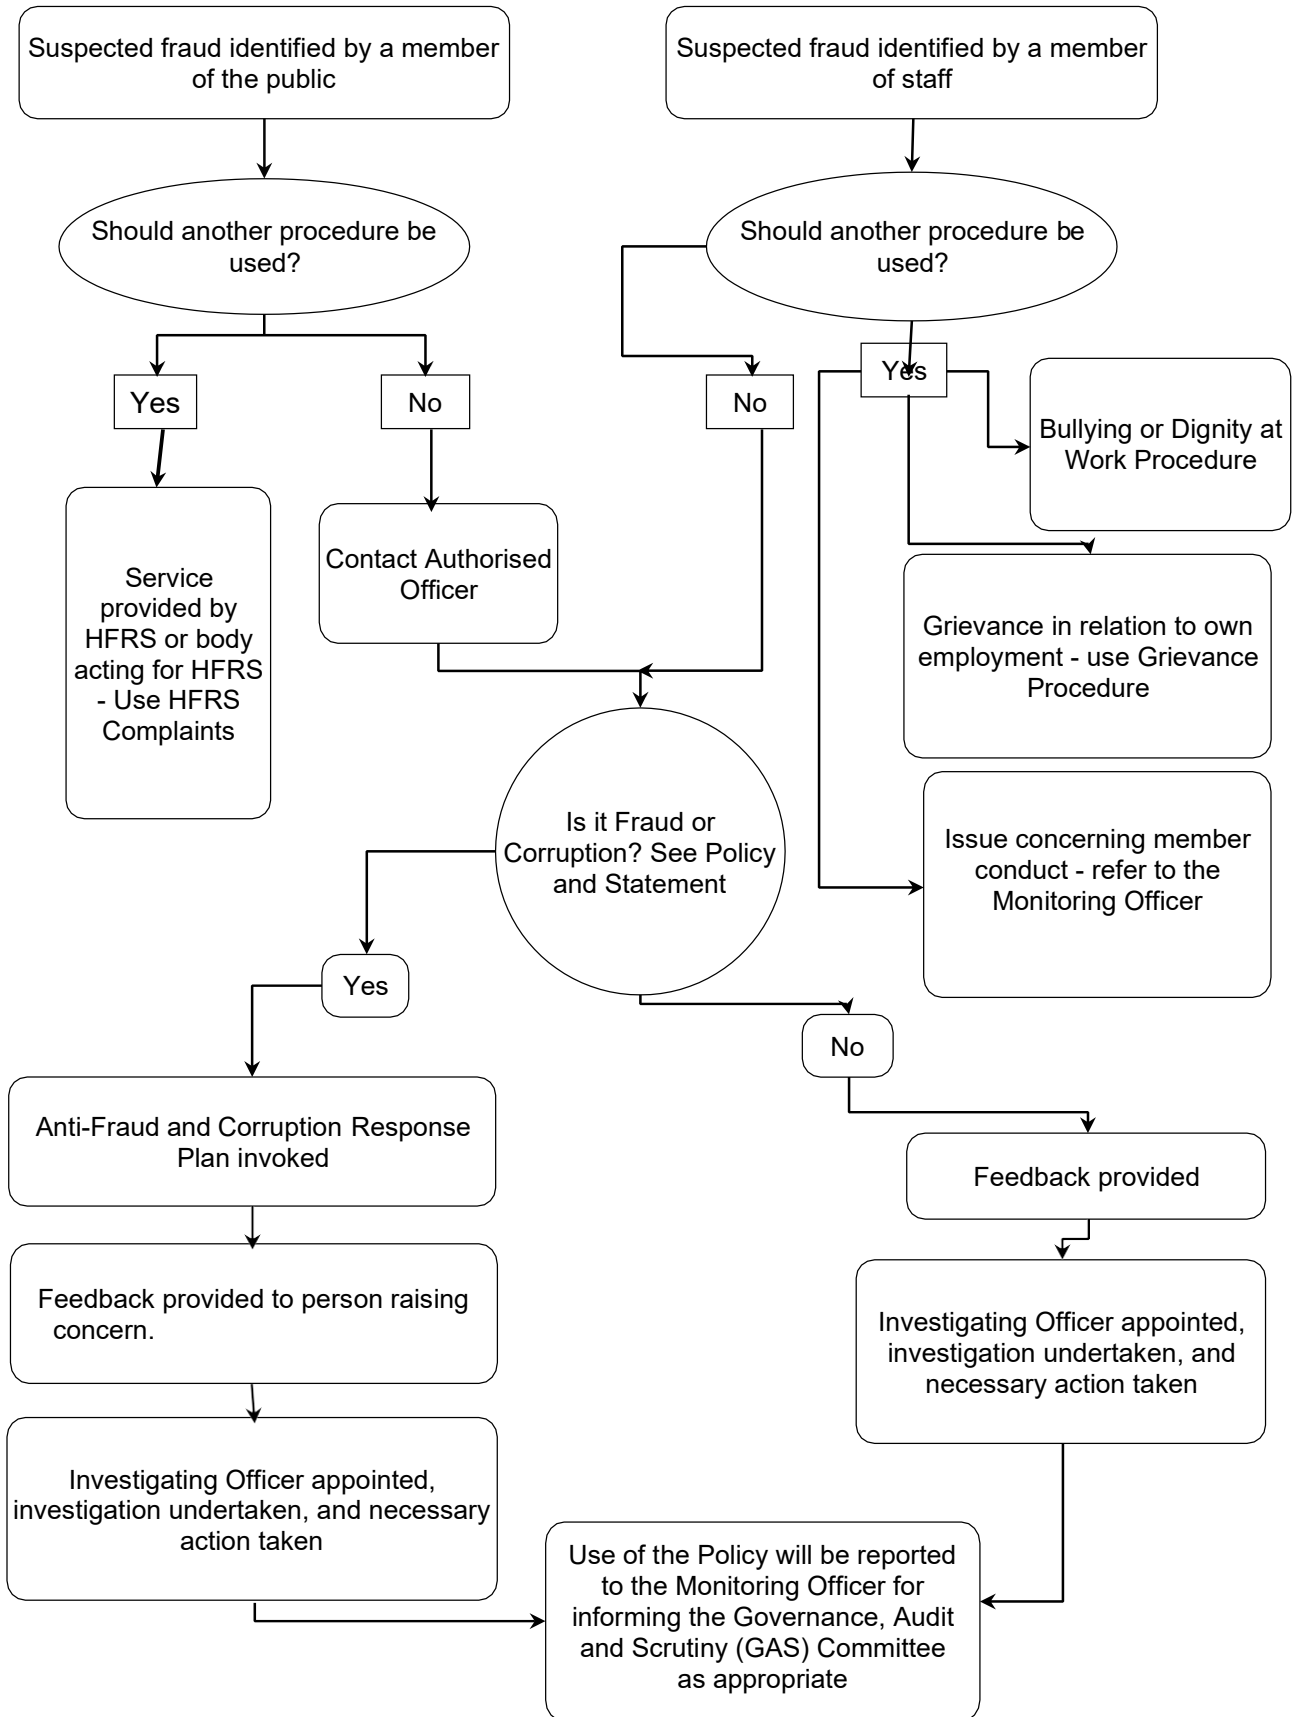 Suspected fraud identified by a member
of the public
Suspected fraud identified by a member
of staff
Should another procedure be
used?
Should another procedure be
used?
Yes
No
No
Yes
Bullying or Dignity at
Work Procedure
Service
provided by
HFRS or body
acting for HFRS
- Use HFRS
Complaints
Contact Authorised
Officer
Grievance in relation to own
employment - use Grievance
Procedure
Is it Fraud or
Corruption? See Policy
and Statement
Issue concerning member
conduct - refer to the
Monitoring Officer
Yes
No
Anti-Fraud and Corruption Response
Plan invoked
Feedback provided
Feedback provided to person raising
concern.
Investigating Officer appointed,
investigation undertaken, and
necessary action taken
Investigating Officer appointed,
investigation undertaken, and necessary
action taken
Use of the Policy will be reported
to the Monitoring Officer for
informing the Governance, Audit
and Scrutiny (GAS) Committee
as appropriate